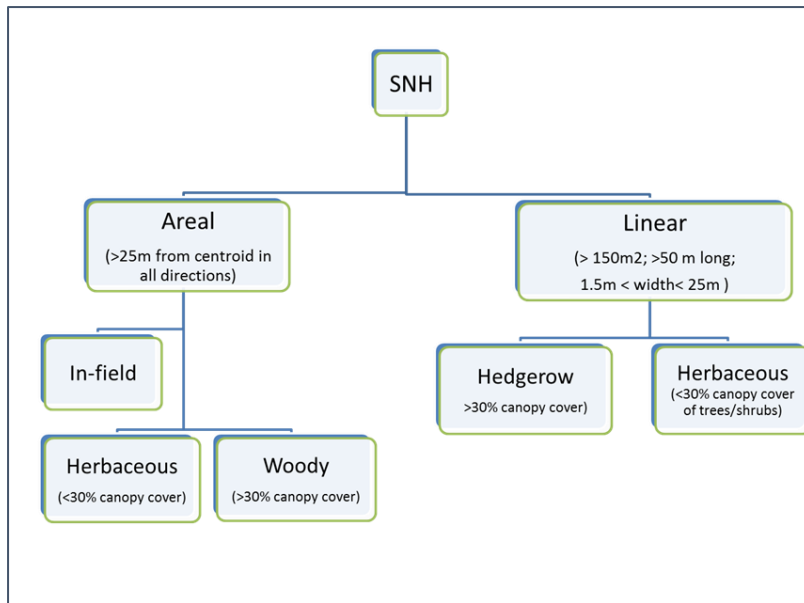 SNH
Areal
(>25m from centroid in
all directions)
Linear
(> 150m2; >50 m long;
1.5m < width< 25m )
In-field
Herbaceous
(<30% canopy cover)
Woody
(>30% canopy cover)
Hedgerow
>30% canopy cover)
Herbaceous
(<30% canopy cover
of trees/shrubs)